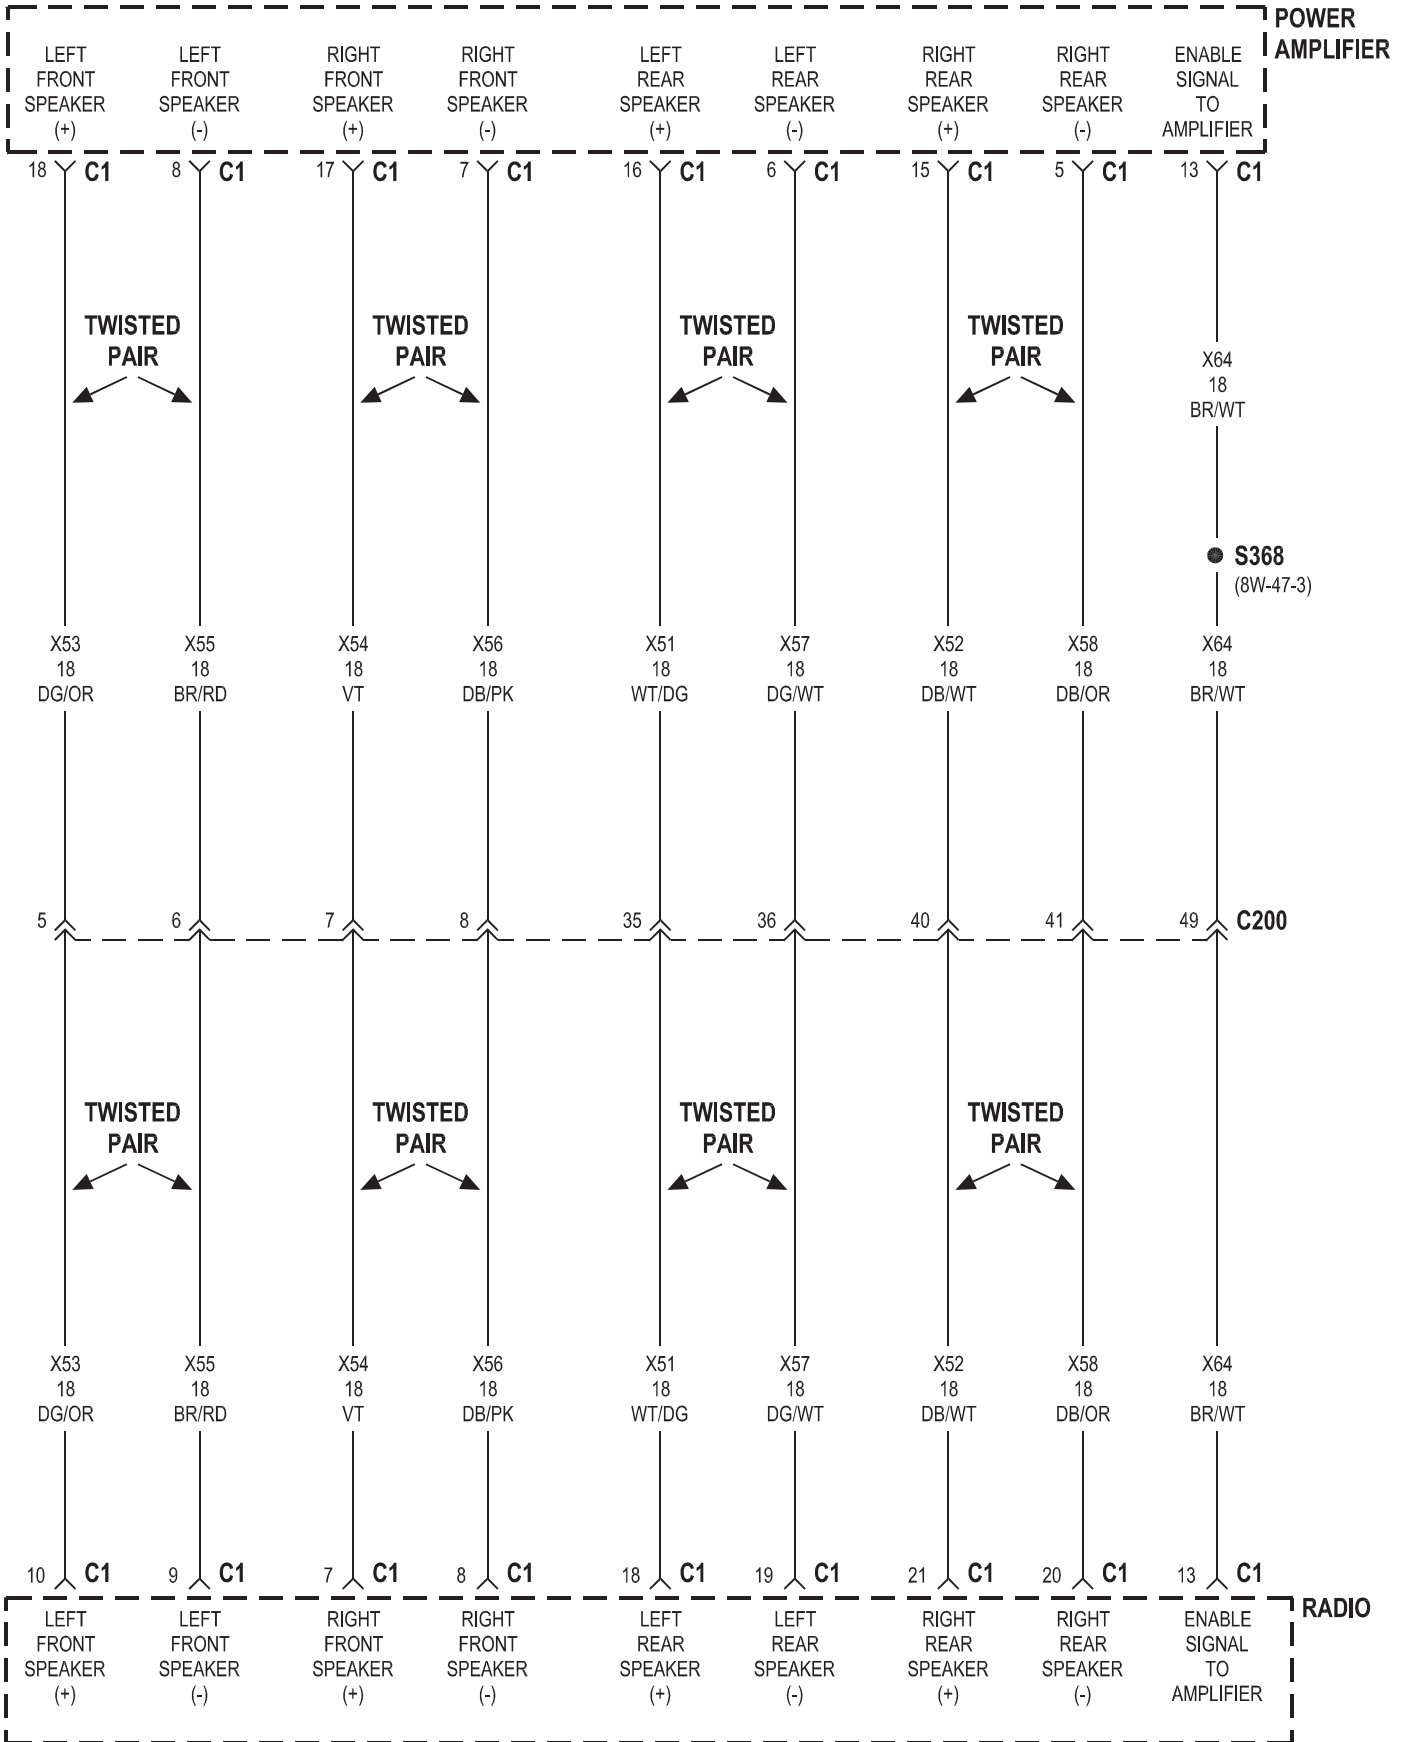 POWER
AMPLIFIER
LEFT FRONT SPEAKER (+)
LEFT FRONT SPEAKER (-)
RIGHT FRONT SPEAKER (+)
RIGHT FRONT SPEAKER (-)
LEFT REAR SPEAKER (+)
LEFT REAR SPEAKER (-)
RIGHT REAR SPEAKER (+)
RIGHT REAR SPEAKER (-)
ENABLE SIGNAL TO AMPLIFIER
18 C1 8 C1 17 C1 7 C1 16 C1 6 C1 15 C1 5 C1 13 C1
TWISTED TWISTED TWISTED TWISTED
PAIR PAIR PAIR PAIR
X64
18
BR/WT
S368
(8W-47-3)
X53 X55 X54 X56 X51 X57 X52 X58 X64
18 18 18 18 18 18 18 18 18
DG/OR BR/RD VT DB/PK WT/DG DG/WT DB/WT DB/OR BR/WT
5 6 7 8 35 36 40 41 49 C200
TWISTED TWISTED TWISTED TWISTED
PAIR PAIR PAIR PAIR
X53 X55 X54 X56 X51 X57 X52 X58 X64
18 18 18 18 18 18 18 18 18
DG/OR BR/RD VT DB/PK WT/DG DG/WT DB/WT DB/OR BR/WT
10 C1 9 C1 7 C1 8 C1 18 C1 19 C1 21 C1 20 C1 13 C1
RADIO
LEFT FRONT SPEAKER (+)
LEFT FRONT SPEAKER (-)
RIGHT FRONT SPEAKER (+)
RIGHT FRONT SPEAKER (-)
LEFT REAR SPEAKER (+)
LEFT REAR SPEAKER (-)
RIGHT REAR SPEAKER (+)
RIGHT REAR SPEAKER (-)
ENABLE SIGNAL TO AMPLIFIER